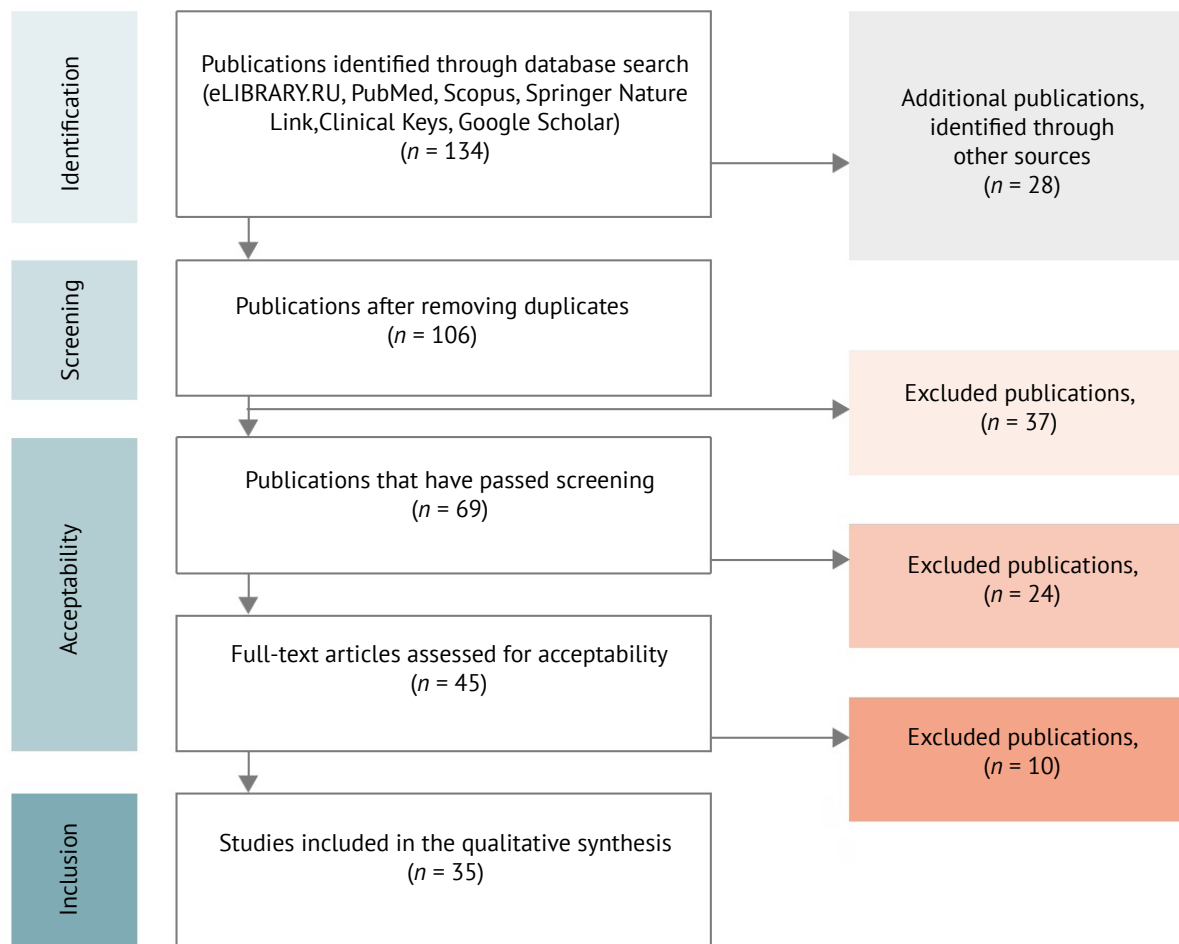 Identification
Publications identified through database search
(eLIBRARY.RU, PubMed, Scopus, Springer Nature
Link,Clinical Keys, Google Scholar)
(n = 134)
Additional publications,
identified through
other sources
(n = 28)
Screening
Publications after removing duplicates
(n = 106)
Excluded publications,
(n = 37)
Acceptability
Publications that have passed screening
(n = 69)
Excluded publications,
(n = 24)
Full-text articles assessed for acceptability
(n = 45)
Excluded publications,
(n = 10)
Inclusion
Studies included in the qualitative synthesis
(n = 35)